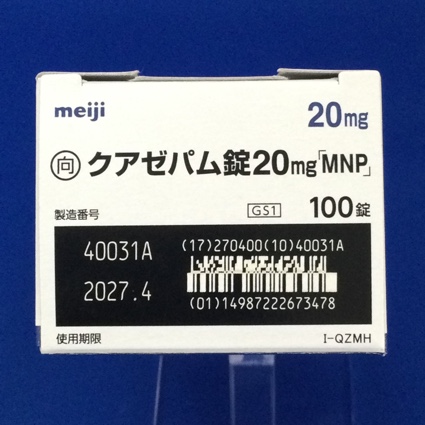 meiji 20mg
向 クアゼパム錠20mg「MNP」
製造番号 GS1 100錠
40031A (17)270400(10)40031A
2027.4 (01)14987222673478
使用期限 I-QZMH